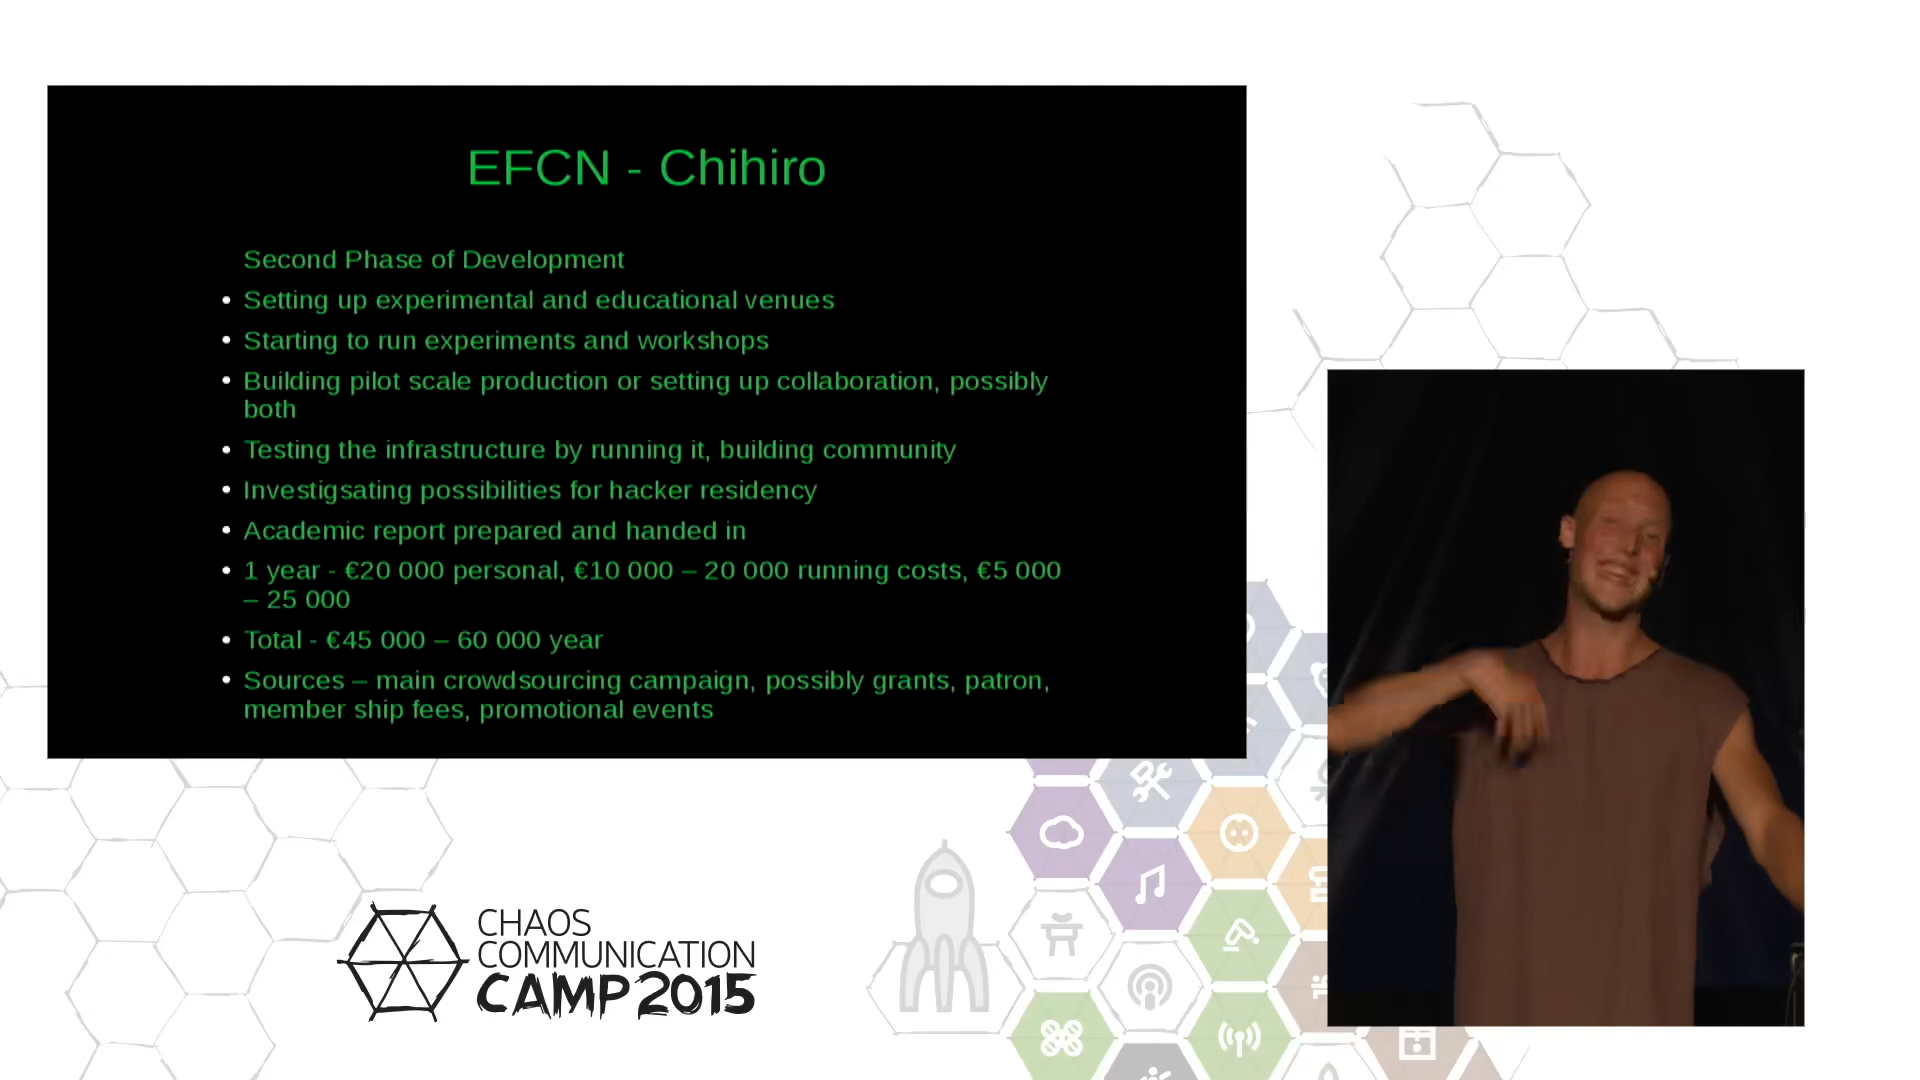 EFCN - Chihiro
Second Phase of Development
• Setting up experimental and educational venues
• Starting to run experiments and workshops
• Building pilot scale production or setting up collaboration, possibly
both
• Testing the infrastructure by running it, building community
• Investigsating possibilities for hacker residency
• Academic report prepared and handed in
• 1 year - €20 000 personal, €10 000 – 20 000 running costs, €5 000
– 25 000
• Total - €45 000 – 60 000 year
• Sources – main crowdsourcing campaign, possibly grants, patron,
member ship fees, promotional events
CHAOS
COMMUNICATION
CAMP 2015